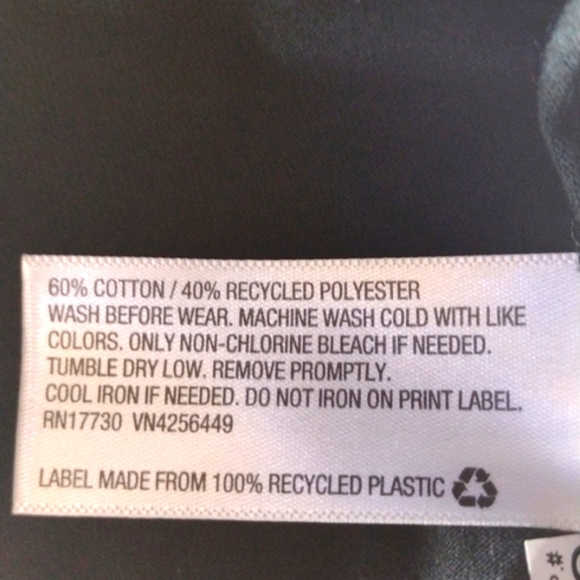 60% COTTON / 40% RECYCLED POLYESTER
WASH BEFORE WEAR. MACHINE WASH COLD WITH LIKE
COLORS. ONLY NON-CHLORINE BLEACH IF NEEDED.
TUMBLE DRY LOW. REMOVE PROMPTLY.
COOL IRON IF NEEDED. DO NOT IRON ON PRINT LABEL.
RN17730 VN4256449
LABEL MADE FROM 100% RECYCLED PLASTIC